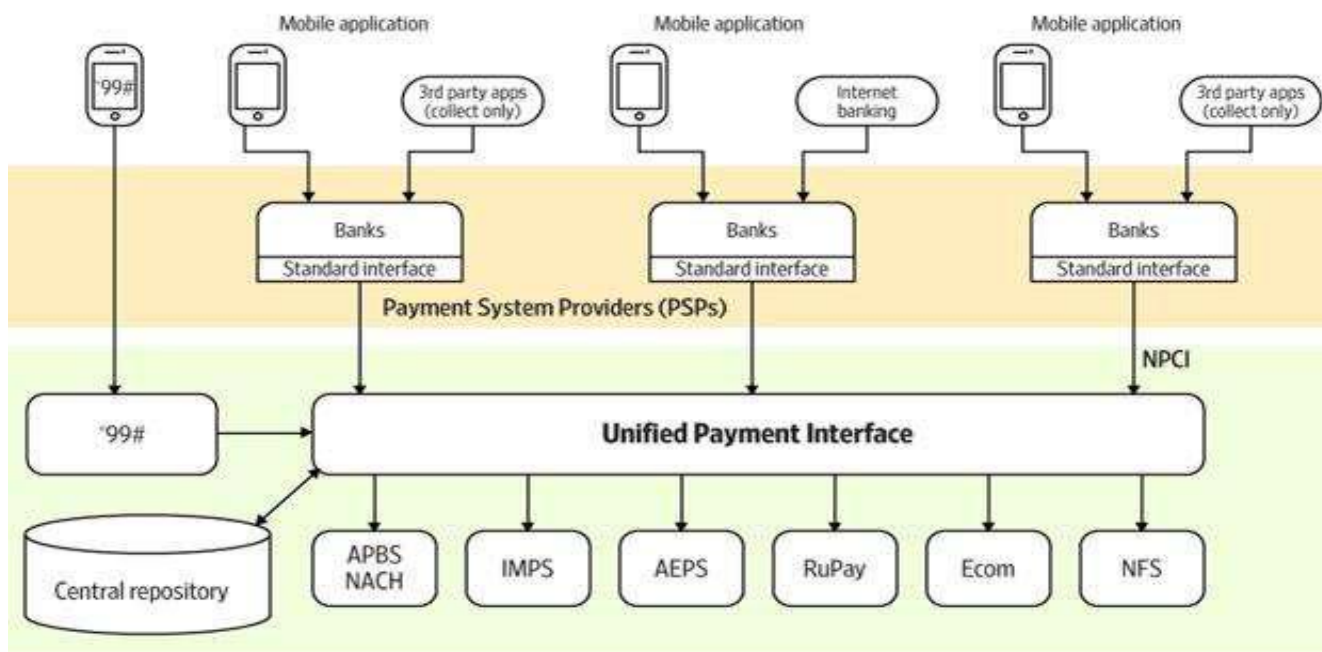 Mobile application
Mobile application
Mobile application
*99#
3rd party apps
(collect only)
Internet
banking
3rd party apps
(collect only)
Banks
Banks
Banks
Standard interface
Standard interface
Standard interface
Payment System Providers (PSPs)
NPCI
*99#
Unified Payment Interface
Central repository
APBS
NACH
IMPS
AEPS
RuPay
Ecom
NFS